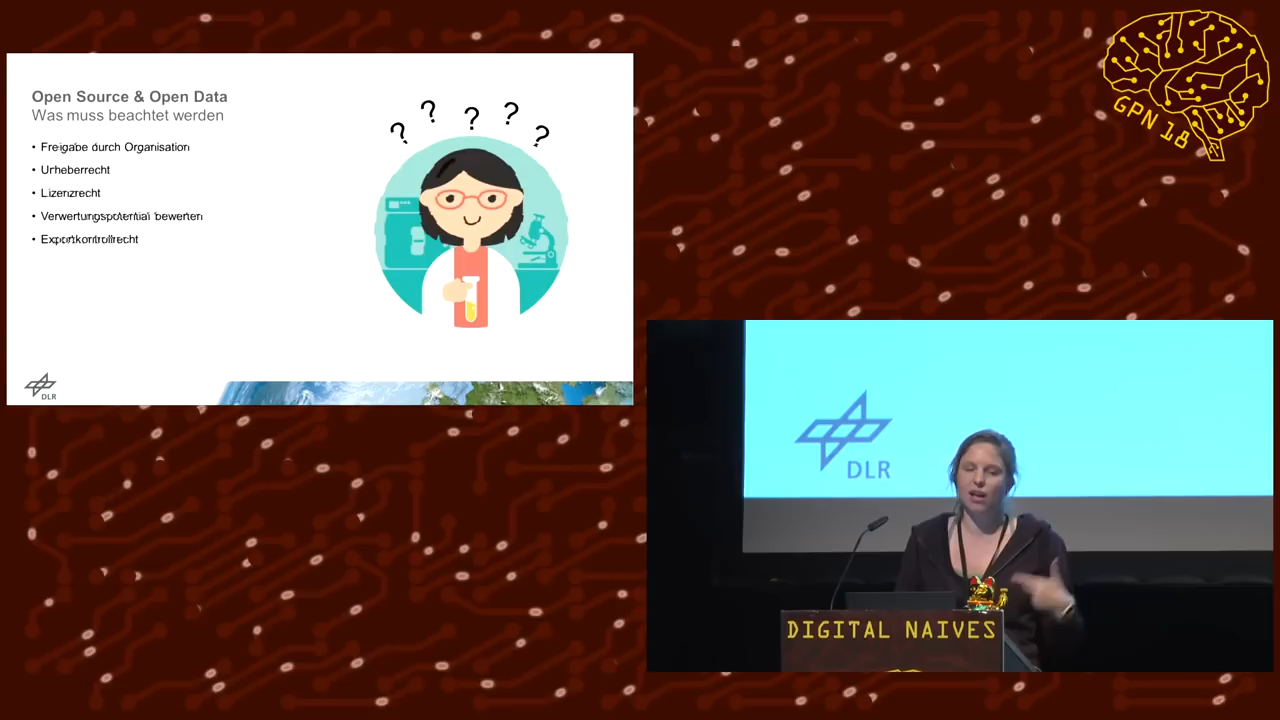 Open Source & Open Data
Was muss beachtet werden
• Freigabe durch Organisation
• Urheberrecht
• Lizenzrecht
• Verwertungspotential bewerten
• Exportkontrollrecht
? ? ? ? ?
DLR
GPN 18
DLR
DIGITAL NAIVES